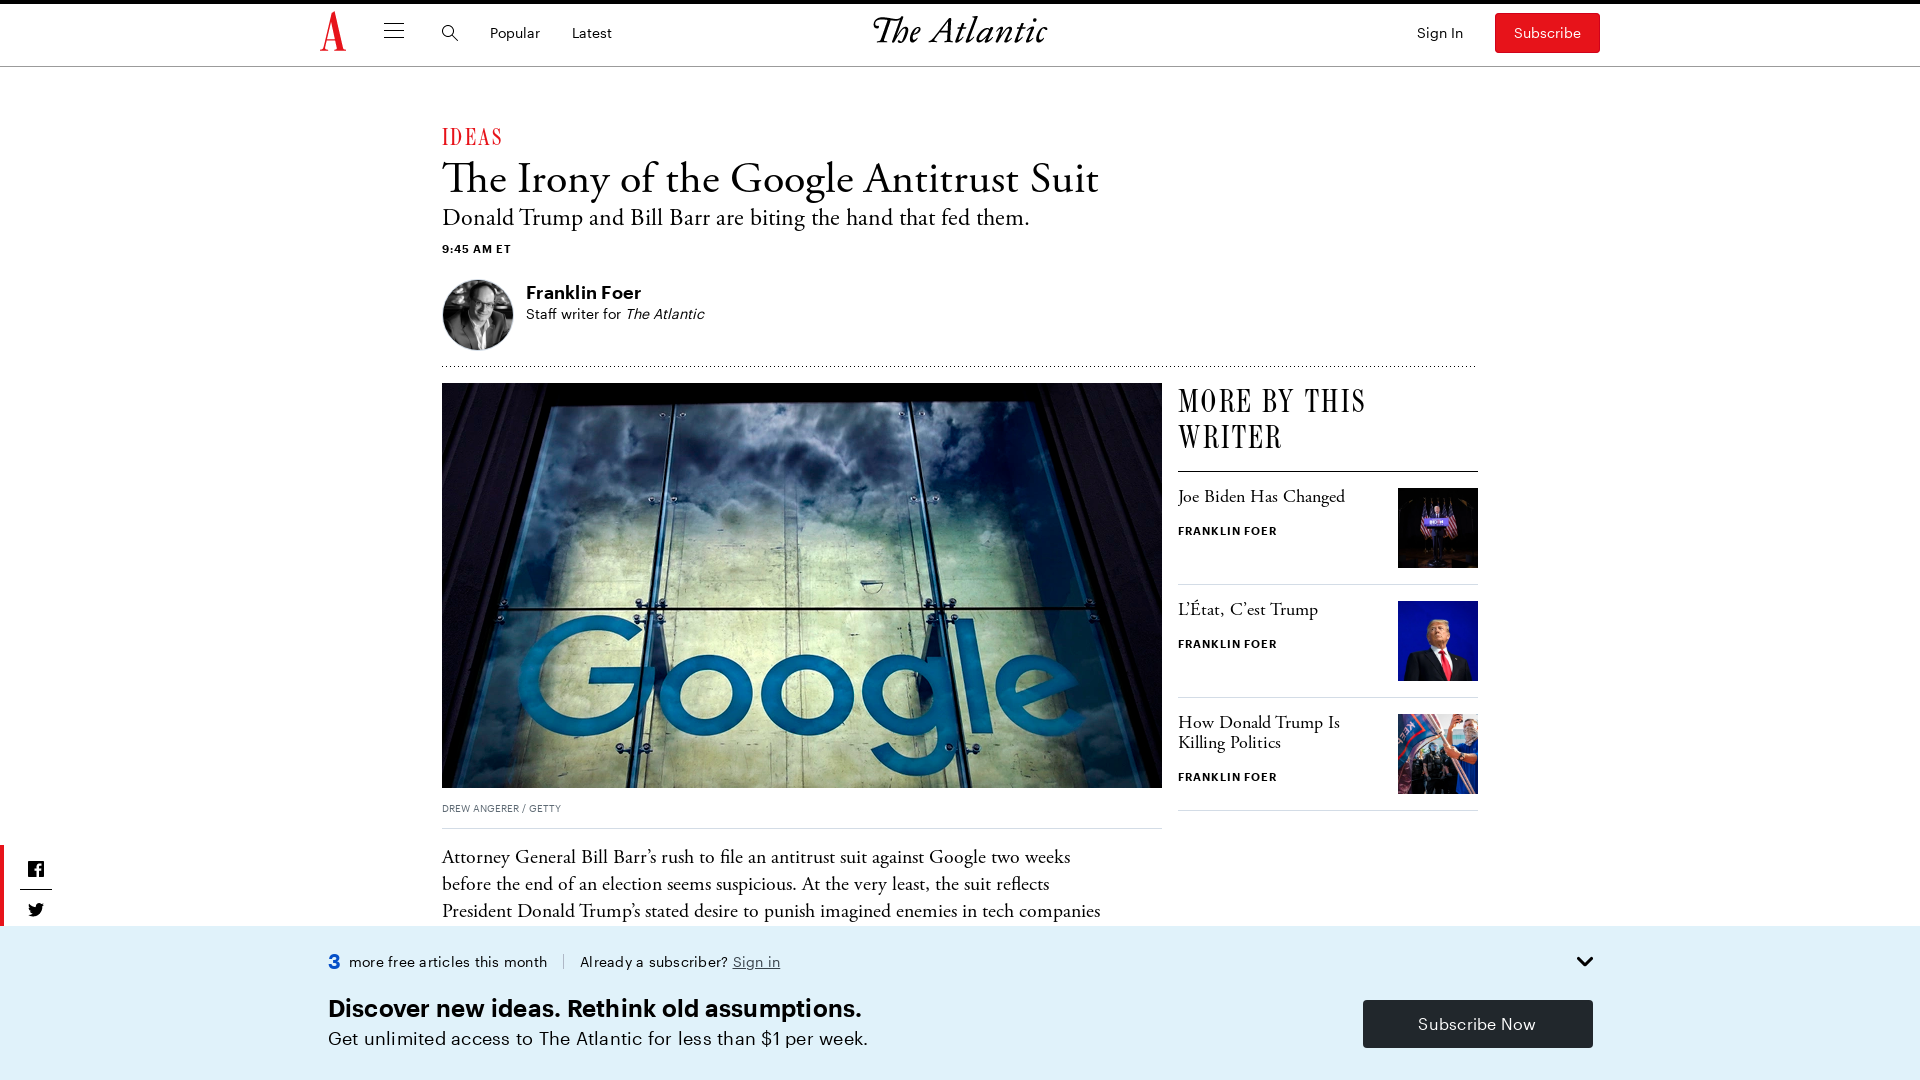 A
Popular
Latest
The Atlantic
Sign In
Subscribe
IDEAS
The Irony of the Google Antitrust Suit
Donald Trump and Bill Barr are biting the hand that fed them.
9:45 AM ET
Franklin Foer
Staff writer for The Atlantic
Google
DREW ANGERER / GETTY
Attorney General Bill Barr’s rush to file an antitrust suit against Google two weeks
before the end of an election seems suspicious. At the very least, the suit reflects
President Donald Trump’s stated desire to punish imagined enemies in tech companies
MORE BY THIS
WRITER
Joe Biden Has Changed
FRANKLIN FOER
L’État, C’est Trump
FRANKLIN FOER
How Donald Trump Is
Killing Politics
FRANKLIN FOER
3 more free articles this month
Already a subscriber? Sign in
Discover new ideas. Rethink old assumptions.
Get unlimited access to The Atlantic for less than $1 per week.
Subscribe Now